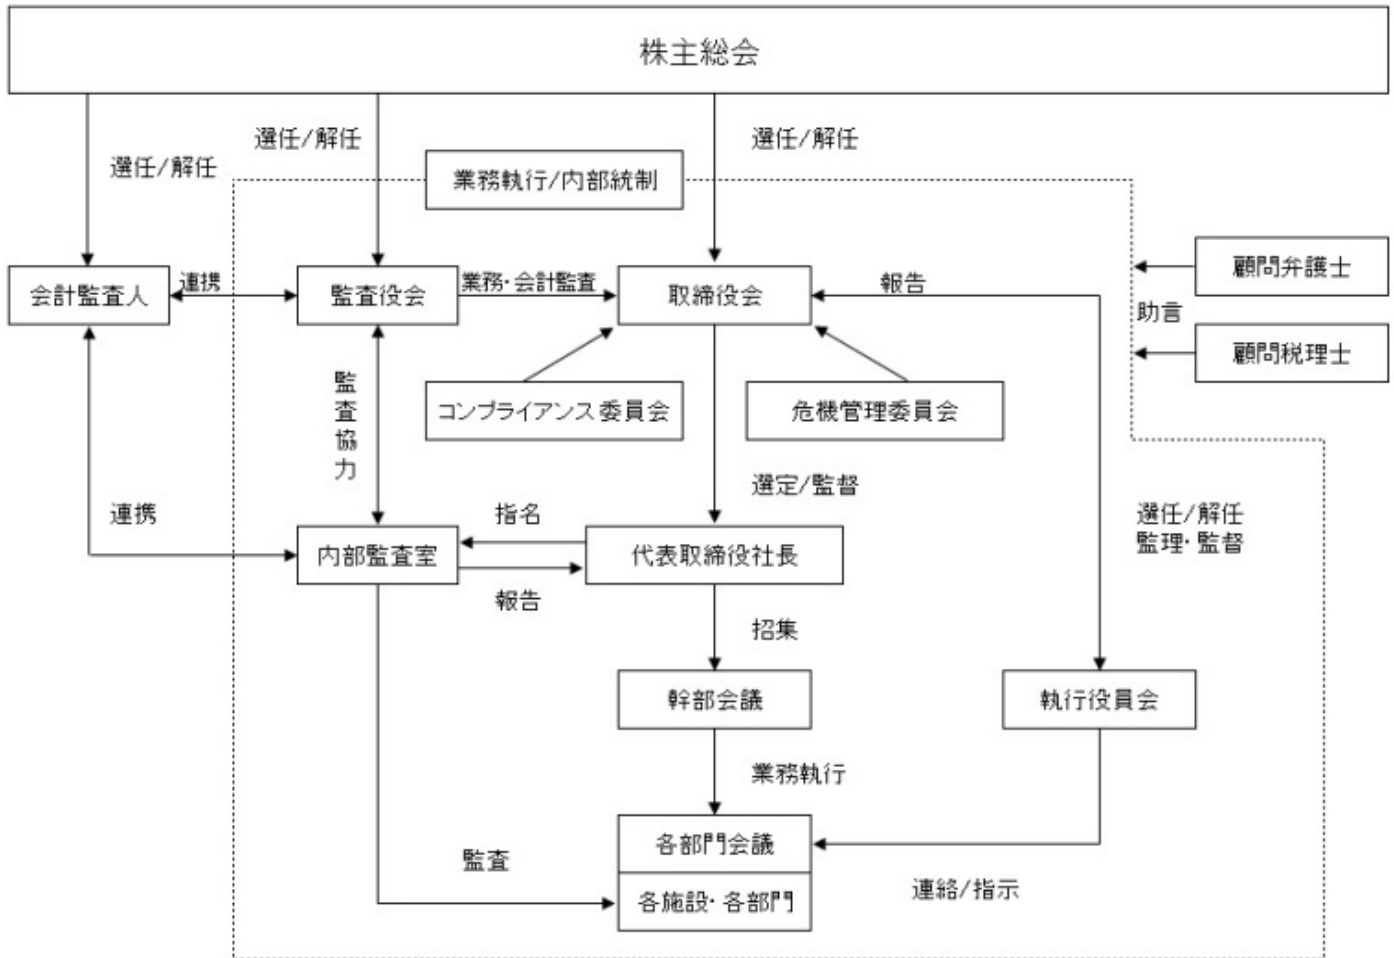 株主総会
選任/解任
選任/解任
選任/解任
業務執行/内部統制
顧問弁護士
助言
顧問税理士
会計監査人
連携
監査役会
業務・会計監査
取締役会
報告
監査協力
コンプライアンス委員会
危機管理委員会
選定/監督
選任/解任
監理・監督
連携
指名
内部監査室
代表取締役社長
報告
招集
幹部会議
執行役員会
業務執行
各部門会議
監査
各施設・各部門
連絡/指示